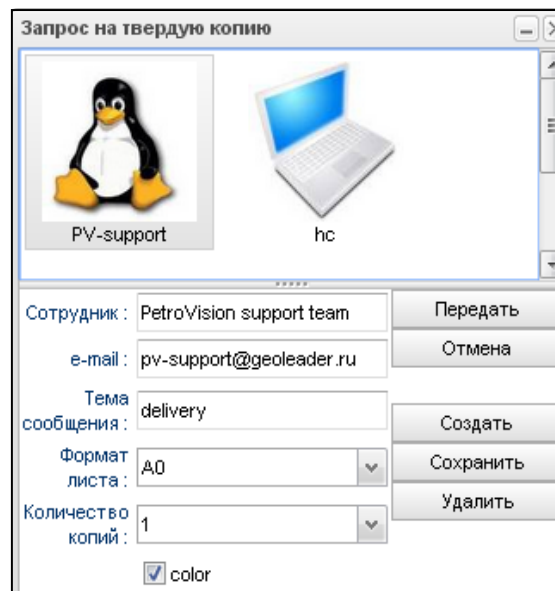 Запрос на твердую копию
PV-support hc
Сотрудник : PetroVision support team Передать
e-mail : pv-support@geoleader.ru Отмена
Тема
сообщения : delivery Создать
Формат
листа : A0 Сохранить
Удалить
Количество
копий : 1
color